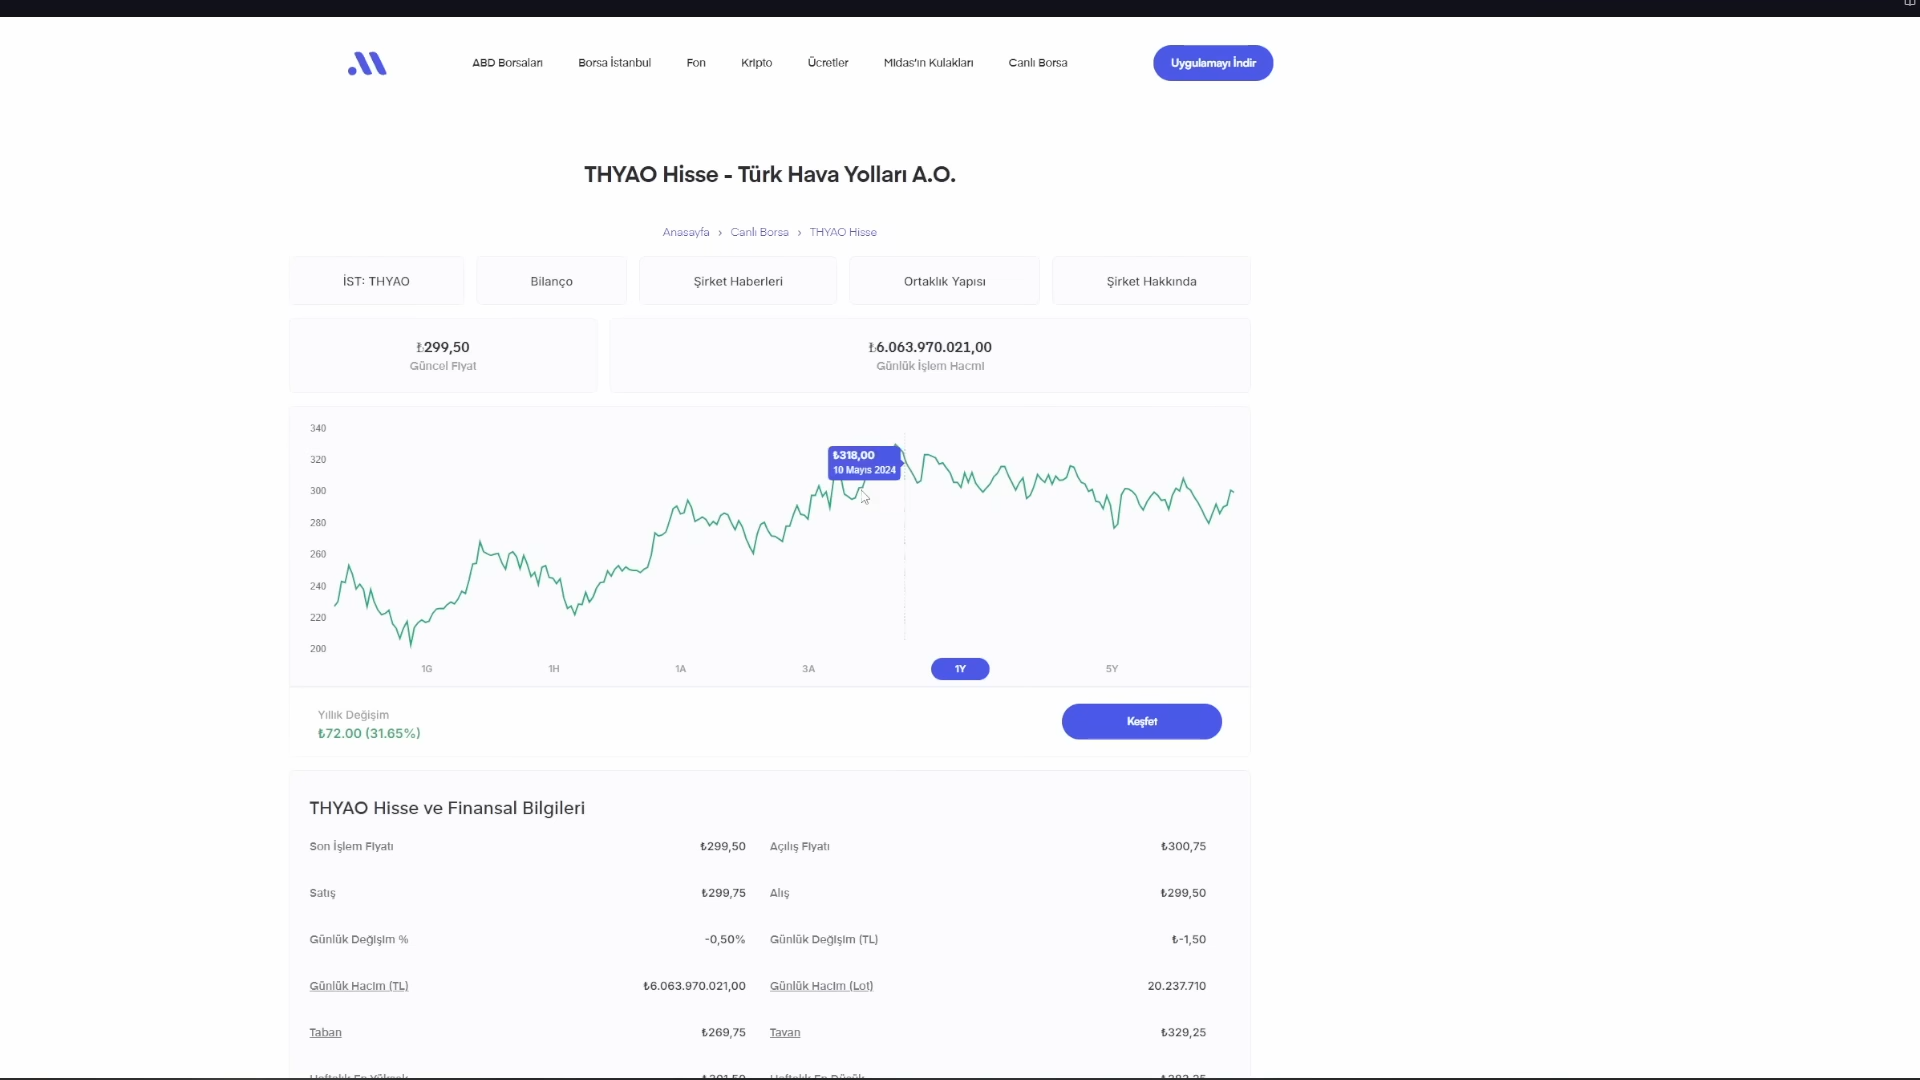 ABD Borsaları Borsa İstanbul Fon Kripto Ücretler Midas'ın Kulakları Canlı Borsa Uygulamayı İndir
THYAO Hisse - Türk Hava Yolları A.O.
Anasayfa › Canlı Borsa › THYAO Hisse
İST: THYAO Bilanço Şirket Haberleri Ortaklık Yapısı Şirket Hakkında
₺299,50 ₺6.063.970.021,00
Güncel Fiyat Günlük İşlem Hacmi
340
₺318,00
320
10 Mayıs 2024
300
280
260
240
220
200
1G 1H 1A 3A 1Y 5Y
Yıllık Değişim
₺72.00 (31.65%)
Keşfet
THYAO Hisse ve Finansal Bilgileri
Son İşlem Fiyatı ₺299,50 Açılış Fiyatı ₺300,75
Satış ₺299,75 Alış ₺299,50
Günlük Değişim % -0,50% Günlük Değişim (TL) ₺-1,50
Günlük Hacim (TL) ₺6.063.970.021,00 Günlük Hacim (Lot) 20.237.710
Taban ₺269,75 Tavan ₺329,25